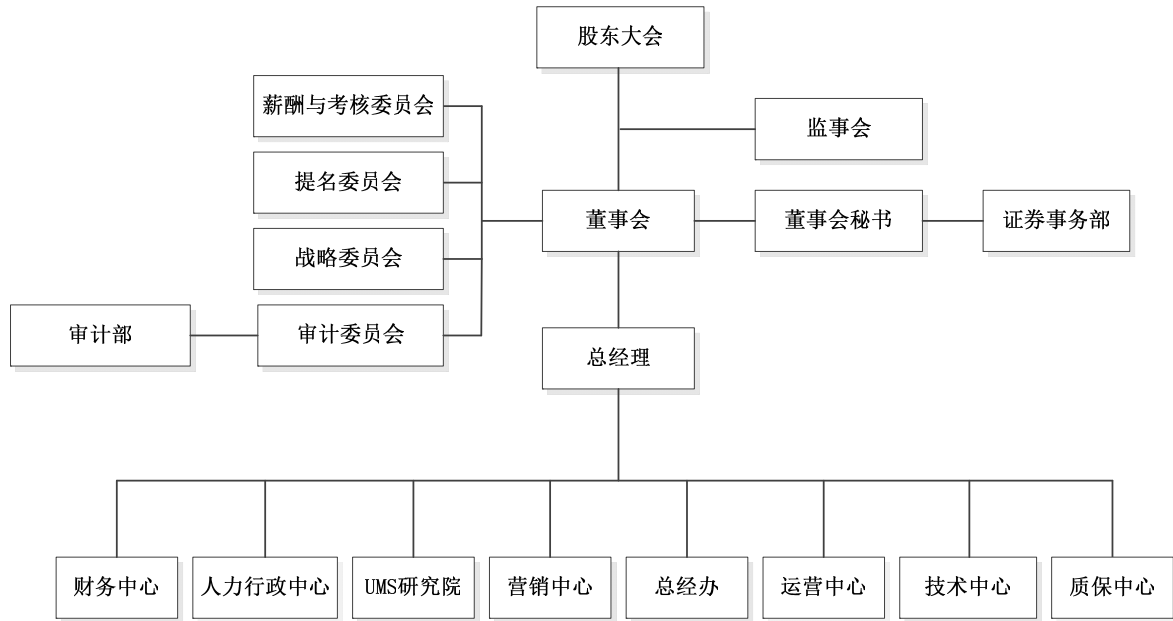 股东大会
薪酬与考核委员会
监事会
提名委员会
董事会
董事会秘书
证券事务部
战略委员会
审计部
审计委员会
总经理
财务中心
人力行政中心
UMS研究院
营销中心
总经办
运营中心
技术中心
质保中心